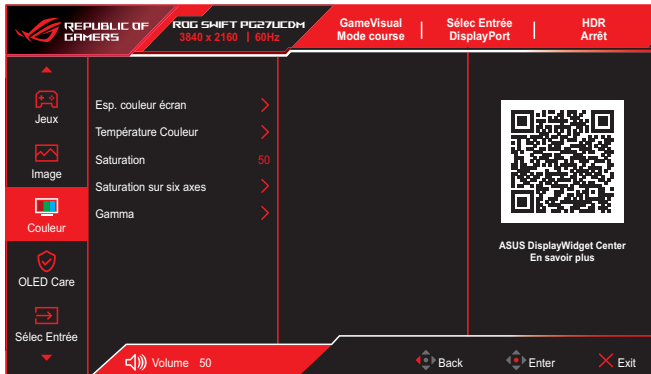 REPUBLIC OF
GAMERS
ROG SWIFT PG27UCDM
3840 x 2160 | 60Hz
GameVisual
Mode course
Sélec Entrée
DisplayPort
HDR
Arrêt
Jeux
Image
Couleur
OLED Care
Sélec Entrée
Esp. couleur écran
Température Couleur
Saturation 50
Saturation sur six axes
Gamma
ASUS DisplayWidget Center
En savoir plus
Volume 50
Back
Enter
Exit